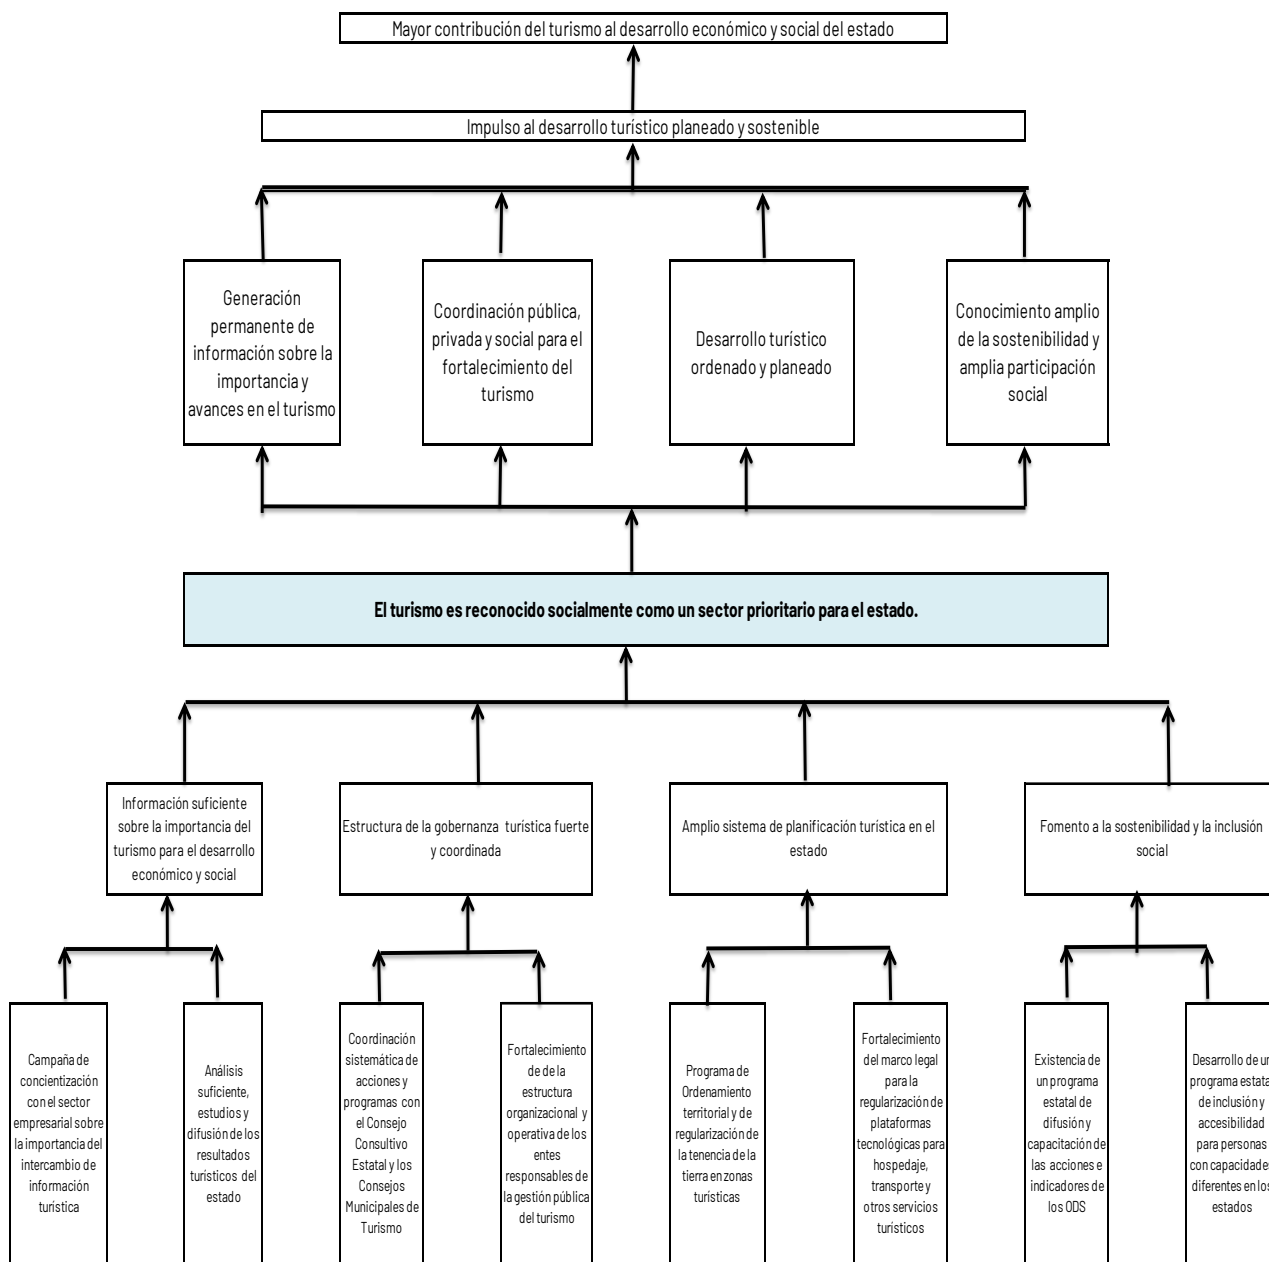 Mayor contribución del turismo al desarrollo económico y social del estado
Impulso al desarrollo turístico planeado y sostenible
Generación
permanente de
información sobre la
importancia y
avances en el turismo
Coordinación pública,
privada y social para el
fortalecimiento del
turismo
Desarrollo turístico
ordenado y planeado
Conocimiento amplio
de la sostenibilidad y
amplia participación
social
El turismo es reconocido socialmente como un sector prioritario para el estado.
Información suficiente
sobre la importancia del
turismo para el desarrollo
económico y social
Estructura de la gobernanza turística fuerte
y coordinada
Amplio sistema de planificación turística en el
estado
Fomento a la sostenibilidad y la inclusión
social
Campaña de
concientización
con el sector
empresarial sobre
la importancia del
intercambio de
información
turística
Análisis
suficiente,
estudios y
difusión de los
resultados
turísticos del
estado
Coordinación
sistemática de
acciones y
programas con
el Consejo
Consultivo
Estatal y los
Consejos
Municipales de
Turismo
Fortalecimiento
de de la
estructura
organizacional y
operativa de los
entes
responsables de
la gestión pública
del turismo
Programa de
Ordenamiento
territorial y de
regularización de
la tenencia de la
tierra en zonas
turísticas
Fortalecimiento
del marco legal
para la
regularización de
plataformas
tecnológicas para
hospedaje,
transporte y
otros servicios
turísticos
Existencia de
un programa
estatal de
difusión y
capacitación de
las acciones e
indicadores de
los ODS
Desarrollo de un
programa estatal
de inclusión y
accesibilidad
para personas
con capacidades
diferentes en los
estados